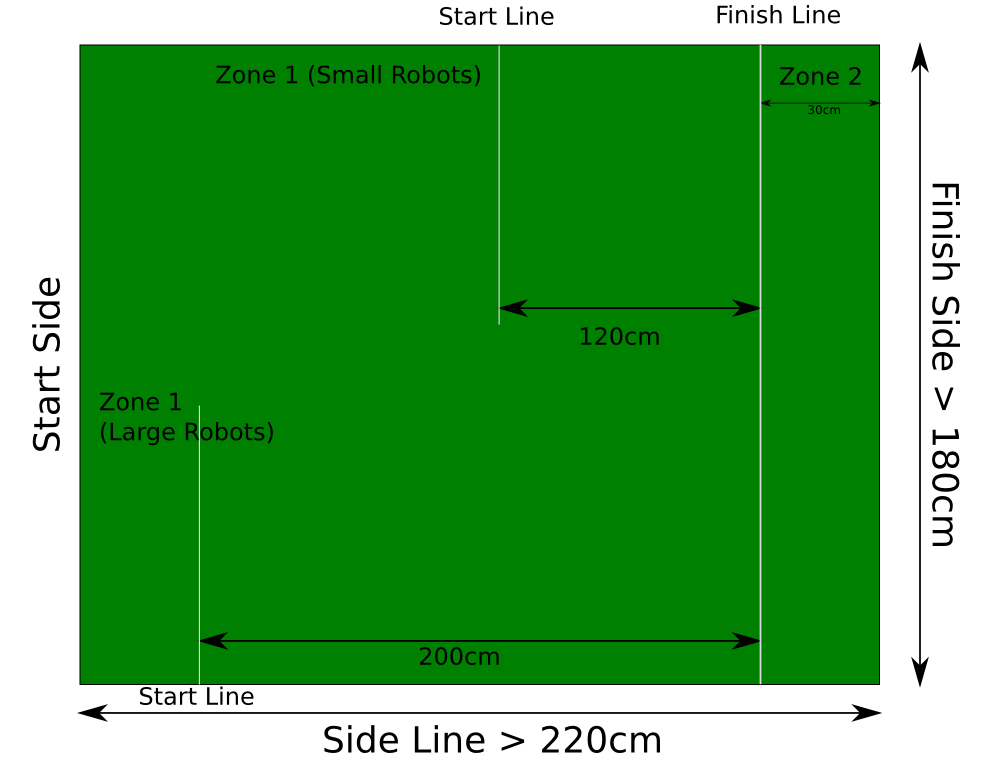 Start Line
Finish Line
Zone 1 (Small Robots)
Zone 2
30cm
Finish Side > 180cm
Start Side
120cm
Zone 1
(Large Robots)
200cm
Start Line
Side Line > 220cm